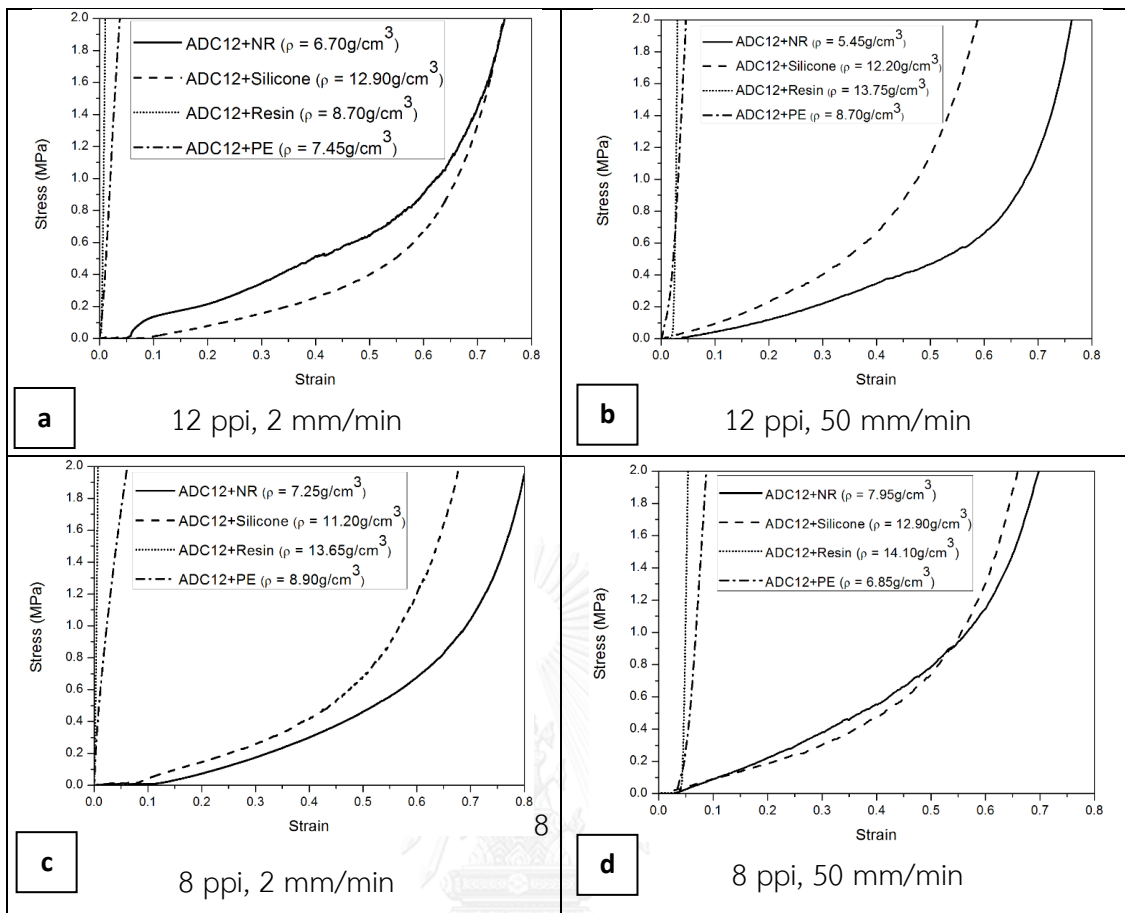 2.0
1.8
1.6
1.4
1.2
1.0
0.8
0.6
0.4
0.2
0.0
Stress (MPa)
ADC12+NR (ρ = 6.70g/cm³)
ADC12+Silicone (ρ = 12.90g/cm³)
ADC12+Resin (ρ = 8.70g/cm³)
ADC12+PE (ρ = 7.45g/cm³)
0.0 0.1 0.2 0.3 0.4 0.5 0.6 0.7 0.8
Strain
a
12 ppi, 2 mm/min
2.0
1.8
1.6
1.4
1.2
1.0
0.8
0.6
0.4
0.2
0.0
Stress (MPa)
ADC12+NR (ρ = 5.45g/cm³)
ADC12+Silicone (ρ = 12.20g/cm³)
ADC12+Resin (ρ = 13.75g/cm³)
ADC12+PE (ρ = 8.70g/cm³)
0.0 0.1 0.2 0.3 0.4 0.5 0.6 0.7 0.8
Strain
b
12 ppi, 50 mm/min
2.0
1.8
1.6
1.4
1.2
1.0
0.8
0.6
0.4
0.2
0.0
Stress (MPa)
ADC12+NR (ρ = 7.25g/cm³)
ADC12+Silicone (ρ = 11.20g/cm³)
ADC12+Resin (ρ = 13.65g/cm³)
ADC12+PE (ρ = 8.90g/cm³)
0.0 0.1 0.2 0.3 0.4 0.5 0.6 0.7 0.8
Strain
8
c
8 ppi, 2 mm/min
2.0
1.8
1.6
1.4
1.2
1.0
0.8
0.6
0.4
0.2
0.0
Stress (MPa)
ADC12+NR (ρ = 7.95g/cm³)
ADC12+Silicone (ρ = 12.90g/cm³)
ADC12+Resin (ρ = 14.10g/cm³)
ADC12+PE (ρ = 6.85g/cm³)
0.0 0.1 0.2 0.3 0.4 0.5 0.6 0.7 0.8
Strain
d
8 ppi, 50 mm/min